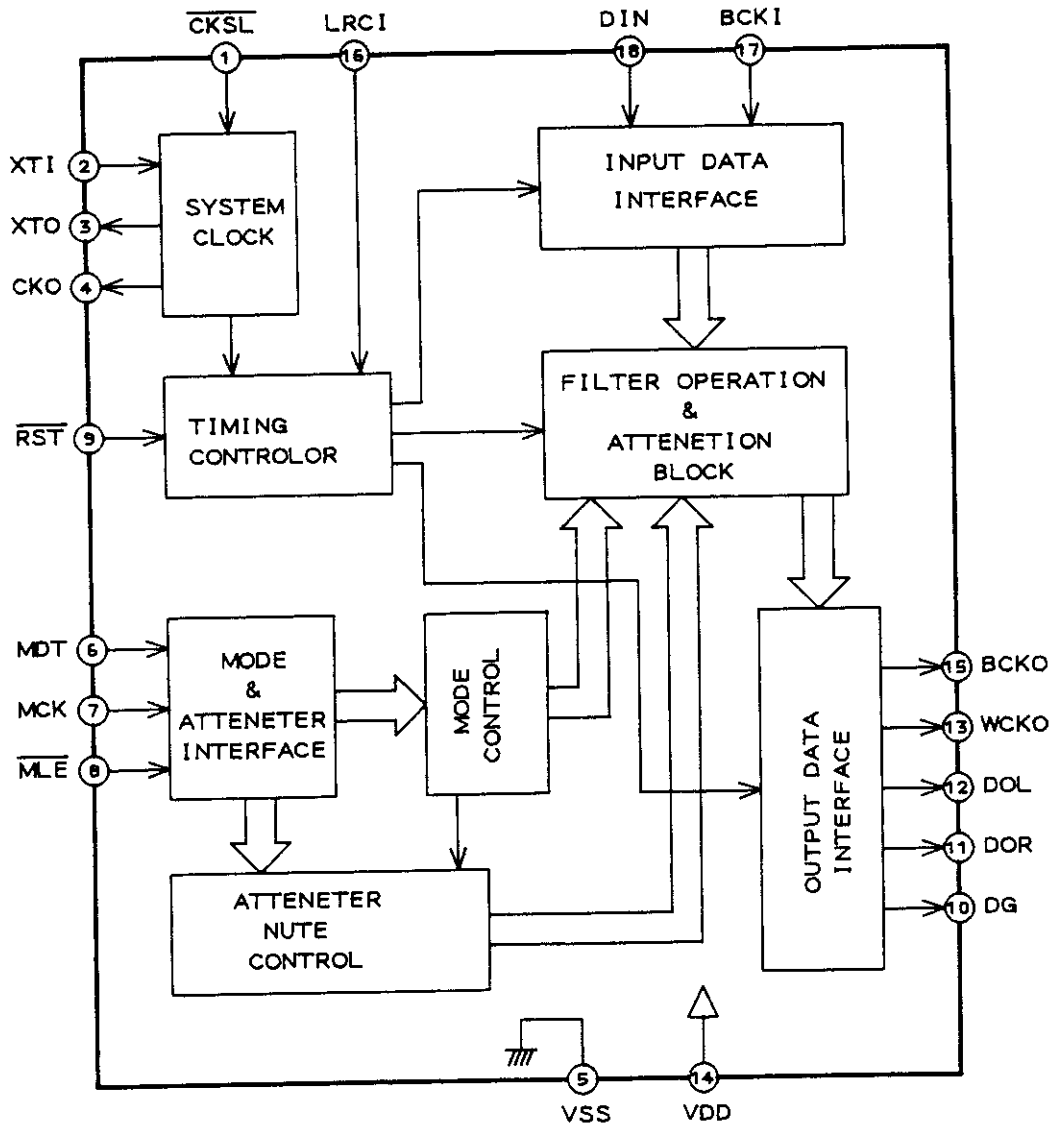 CKSL
LRCI
DIN
BCKI
1
16
18
17
XTI
2
XTO
3
CKO
4
SYSTEM
CLOCK
INPUT DATA
INTERFACE
RST
9
TIMING
CONTROLOR
FILTER OPERATION
&
ATTENETION
BLOCK
MDT
6
MCK
7
MLE
8
MODE
&
ATTENETER
INTERFACE
MODE
CONTROL
ATTENETER
NUTE
CONTROL
OUTPUT DATA
INTERFACE
15
BCKO
13
WCKO
12
DOL
11
DOR
10
DG
5
VSS
14
VDD